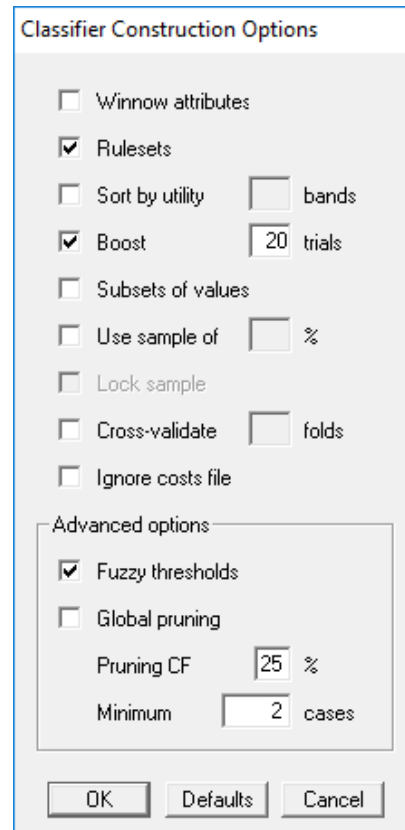 Classifier Construction Options
Winnow attributes
Rulesets
Sort by utility bands
Boost 20 trials
Subsets of values
Use sample of %
Lock sample
Cross-validate folds
Ignore costs file
Advanced options
Fuzzy thresholds
Global pruning
Pruning CF 25 %
Minimum 2 cases
OK Defaults Cancel